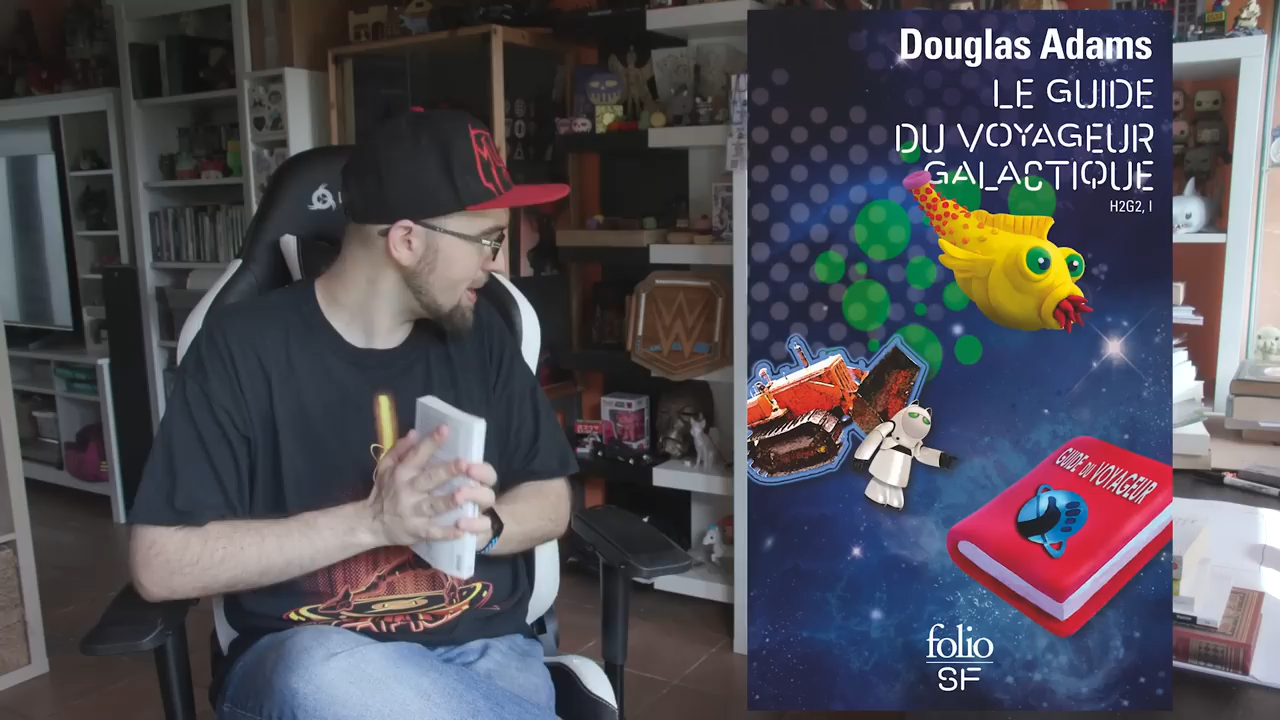 Douglas Adams
LE GUIDE
DU VOYAGEUR
GALACTIQUE
H2G2, I
GUIDE DU VOYAGEUR
folio
SF